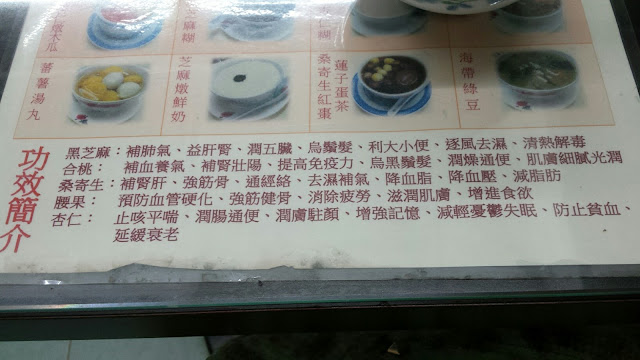 蕃薯湯丸
芝麻糊
芝麻燉鮮奶
桑寄生紅棗
蓮子蛋茶
海帶綠豆
功效簡介
黑芝麻：補肺氣、益肝腎、潤五臟、烏鬚髮、利大小便、逐風去濕、清熱解毒
合桃：補血養氣、補腎壯陽、提高免疫力、烏黑鬚髮、潤燥通便、肌膚細膩光潤
桑寄生：補腎肝、強筋骨、通經絡、去濕補氣、降血脂、降血壓、減脂肪
腰果：預防血管硬化、強筋健骨、消除疲勞、滋潤肌膚、增進食欲
杏仁：止咳平喘、潤腸通便、潤膚駐顏、增強記憶、減輕憂鬱失眠、防止貧血、
延緩衰老